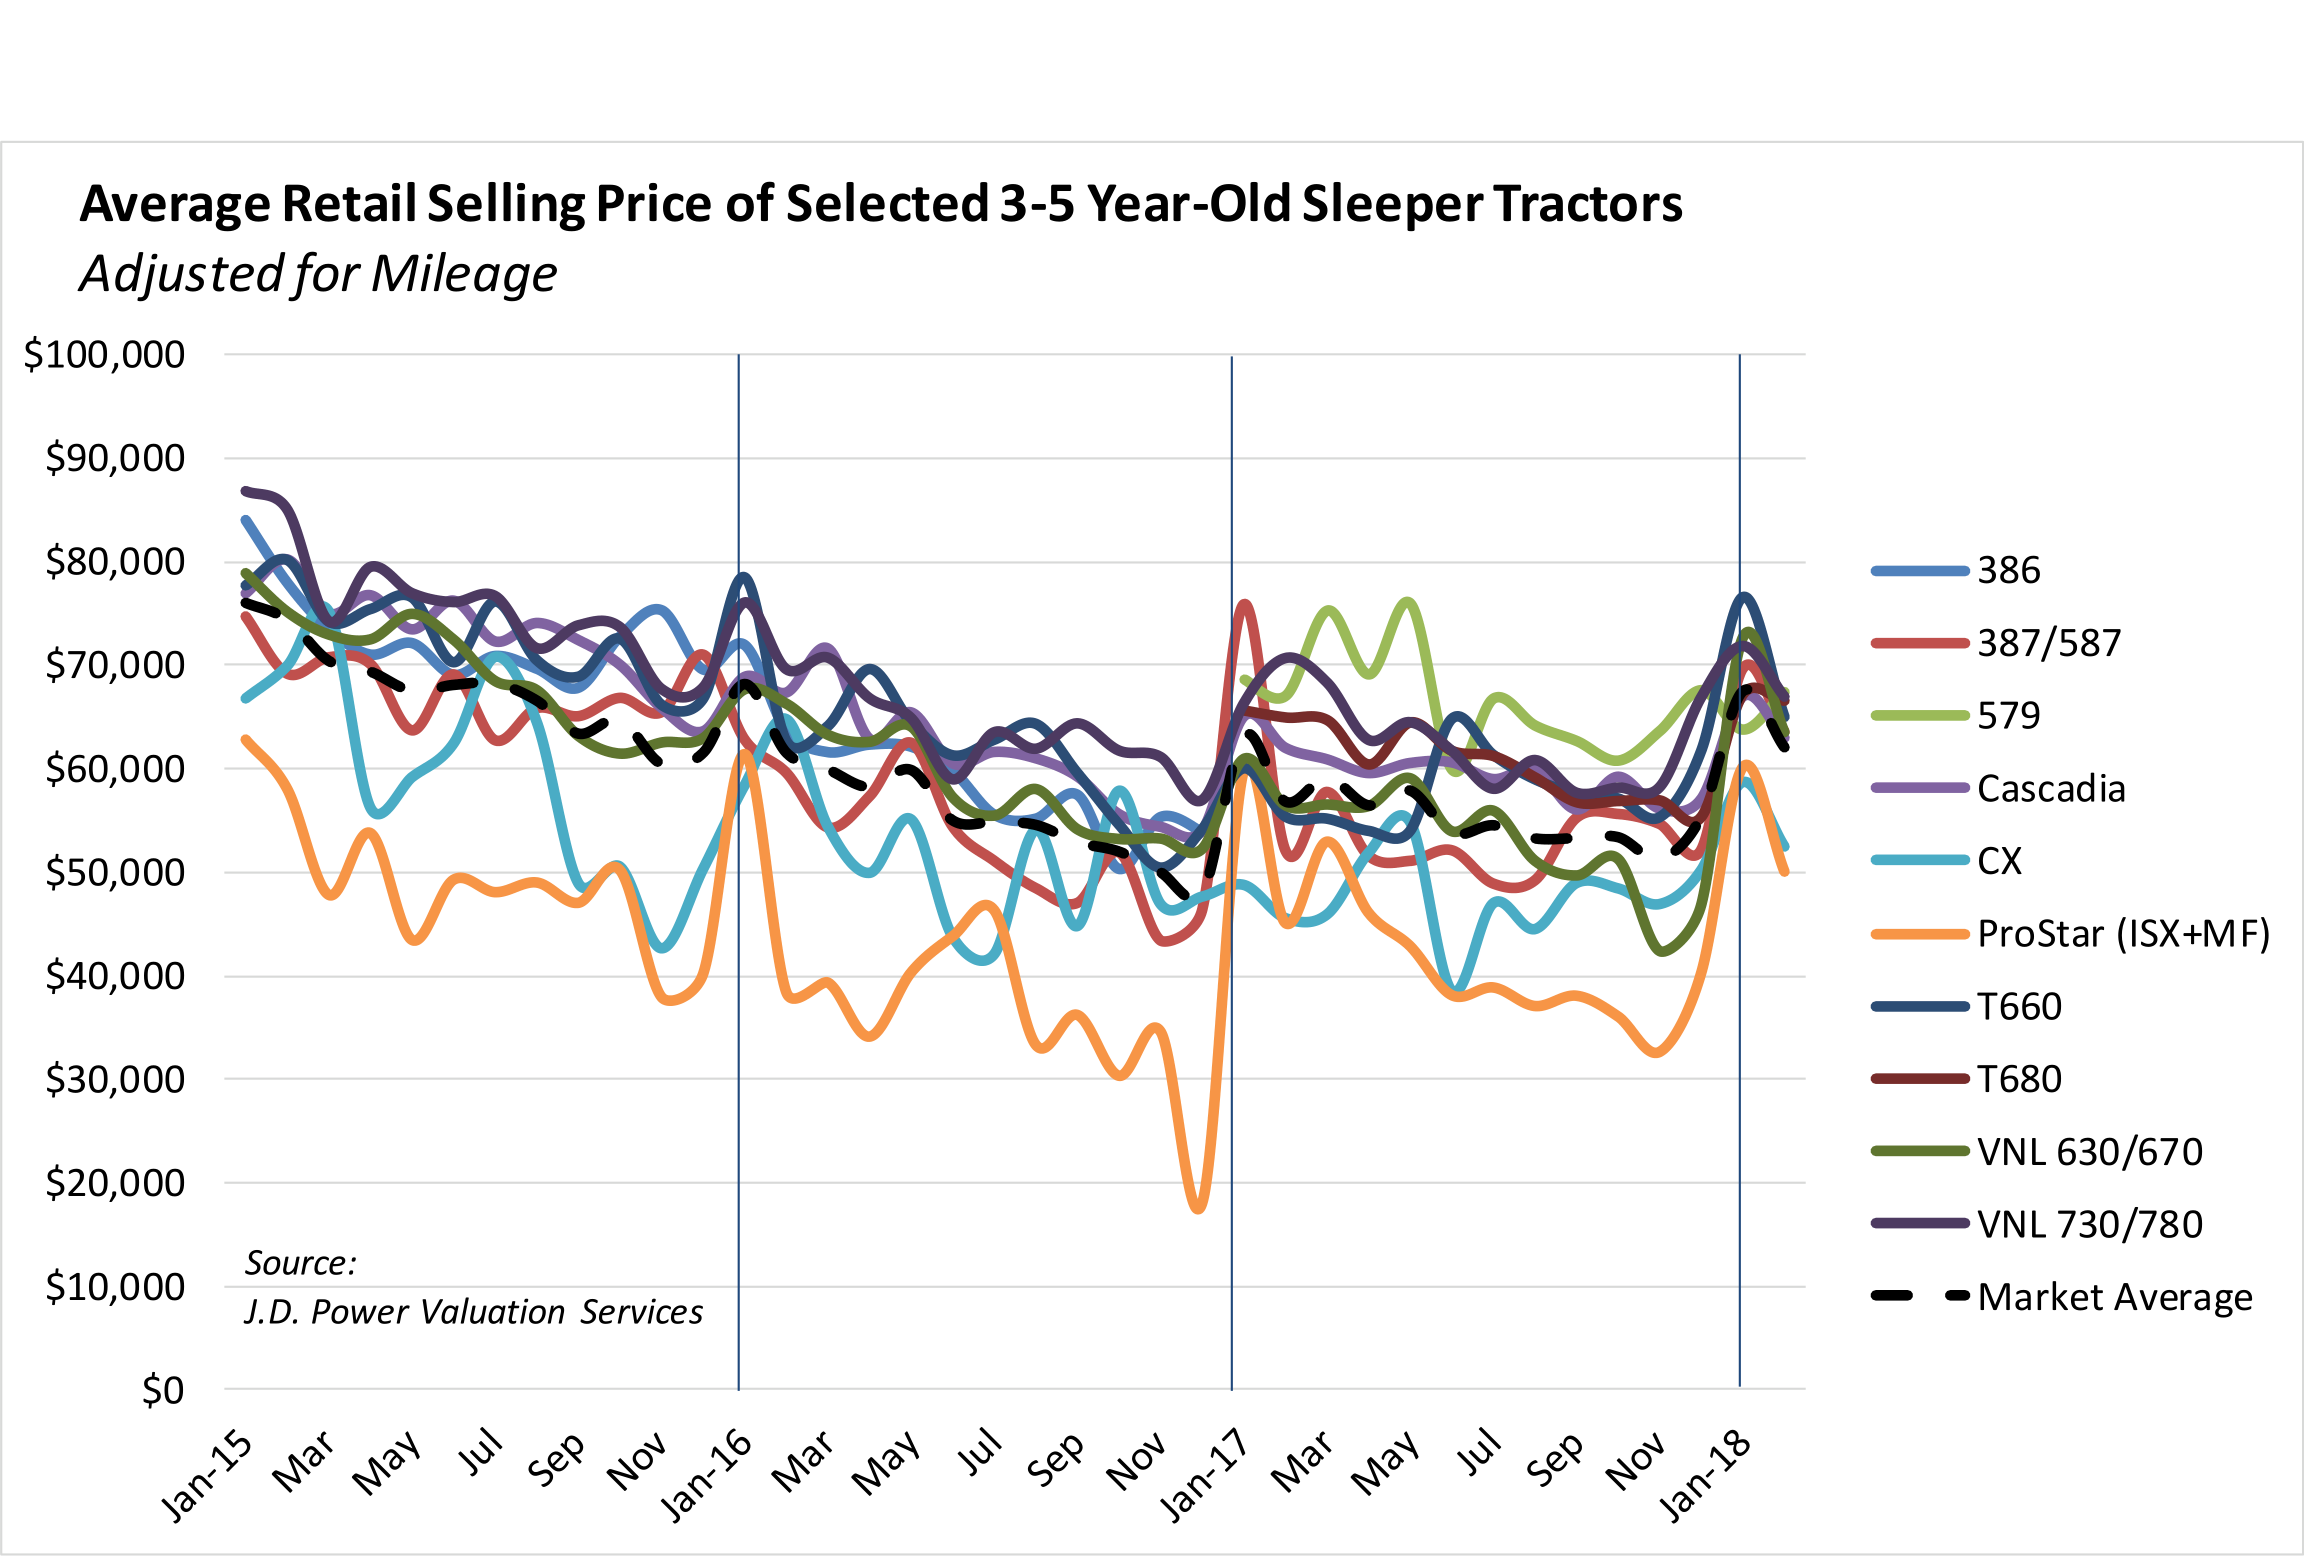 Average Retail Selling Price of Selected 3-5 Year-Old Sleeper Tractors
Adjusted for Mileage
$100,000
$90,000
$80,000
$70,000
$60,000
$50,000
$40,000
$30,000
$20,000
$10,000
$0
Source:
J.D. Power Valuation Services
Jan-15
Mar
May
Jul
Sep
Nov
Jan-16
Mar
May
Jul
Sep
Nov
Jan-17
Mar
May
Jul
Sep
Nov
Jan-18
386
387/587
579
Cascadia
CX
ProStar (ISX+MF)
T660
T680
VNL 630/670
VNL 730/780
Market Average